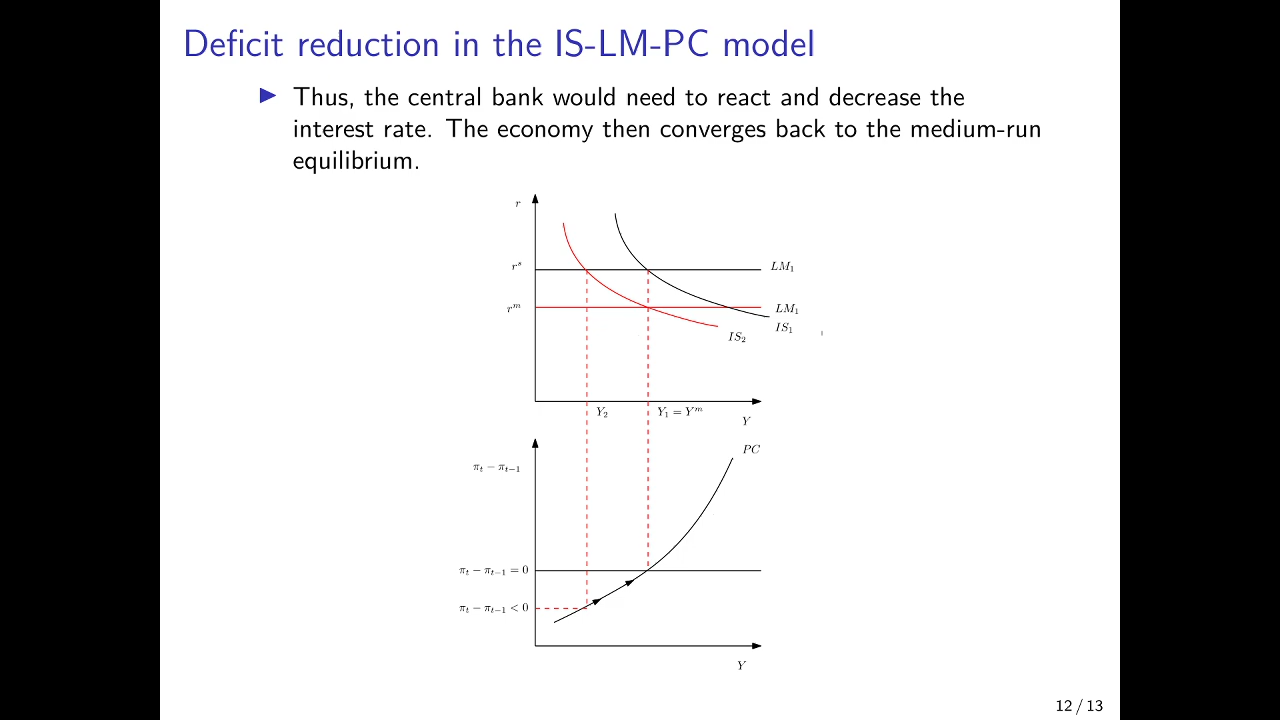 Deficit reduction in the IS-LM-PC model
Thus, the central bank would need to react and decrease the
interest rate. The economy then converges back to the medium-run
equilibrium.
r
r^s
LM_1
r^m
LM_1
IS_1
IS_2
Y_2
Y_1 = Y^m
Y
PC
π_t − π_{t−1}
π_t − π_{t−1} = 0
π_t − π_{t−1} < 0
Y
12 / 13